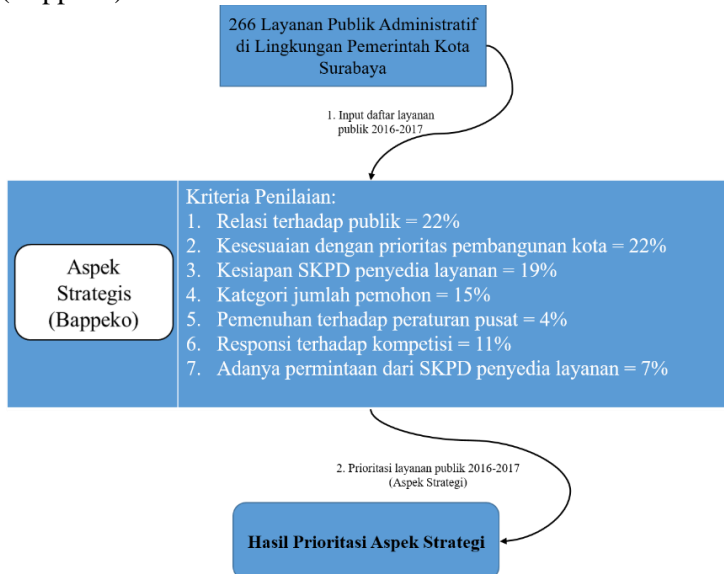 266 Layanan Publik Administratif
di Lingkungan Pemerintah Kota
Surabaya
1. Input daftar layanan
publik 2016-2017
Aspek
Strategis
(Bappeko)
Kriteria Penilaian:
1. Relasi terhadap publik = 22%
2. Kesesuaian dengan prioritas pembangunan kota = 22%
3. Kesiapan SKPD penyedia layanan = 19%
4. Kategori jumlah pemohon = 15%
5. Pemenuhan terhadap peraturan pusat = 4%
6. Responsi terhadap kompetisi = 11%
7. Adanya permintaan dari SKPD penyedia layanan = 7%
2. Prioritasi layanan publik 2016-2017
(Aspek Strategi)
Hasil Prioritasi Aspek Strategi